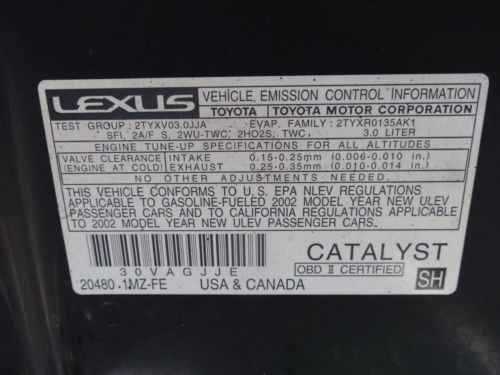 LEXUS VEHICLE, EMISSION CONTROL INFORMATION
TOYOTA TOYOTA MOTOR CORPORATION
TEST GROUP : 2TYXV03.0JJA EVAP. FAMILY : 2TYXR0135AK1
SFI, 2A/F S, 2WU-TWC, 2HO2S, TWC 3.0 LITER
ENGINE TUNE-UP SPECIFICATIONS FOR ALL ALTITUDES
VALVE CLEARANCE INTAKE 0.15-0.25mm (0.006-0.010 in.)
(ENGINE AT COLD) EXHAUST 0.25-0.35mm (0.010-0.014 in.)
NO OTHER ADJUSTMENTS NEEDED.
THIS VEHICLE CONFORMS TO U.S. EPA NLEV REGULATIONS
APPLICABLE TO GASOLINE-FUELED 2002 MODEL YEAR NEW ULEV
PASSENGER CARS AND TO CALIFORNIA REGULATIONS APPLICABLE
TO 2002 MODEL YEAR NEW ULEV PASSENGER CARS.
CATALYST
30VAGJJE
OBD II CERTIFIED
20480 1MZ-FE USA & CANADA SH